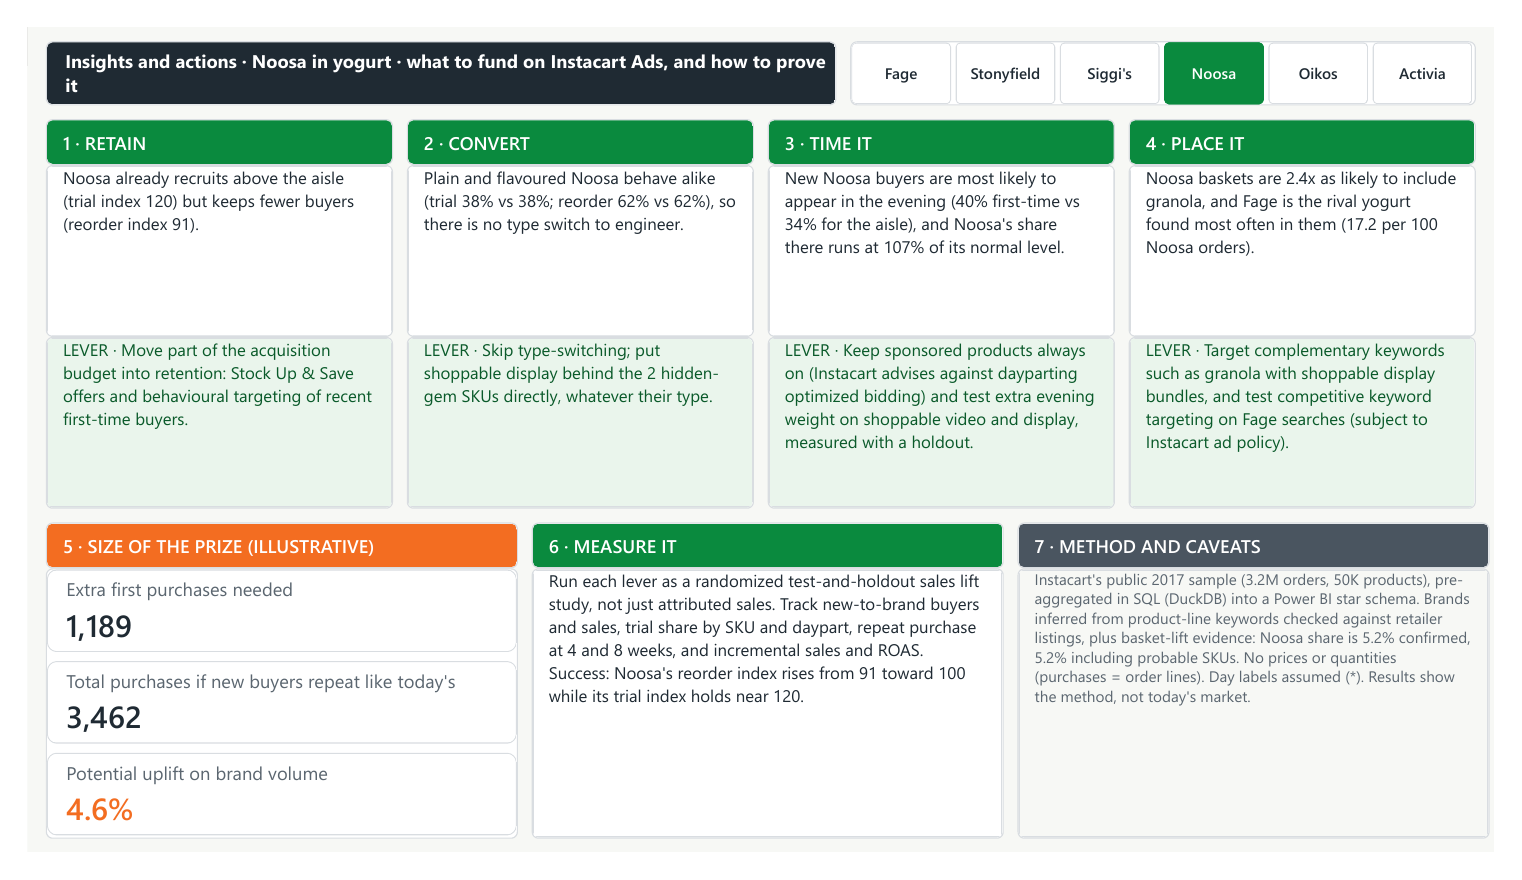 Insights and actions · Noosa in yogurt · what to fund on Instacart Ads, and how to prove
it
Fage
Stonyfield
Siggi's
Noosa
Oikos
Activia
1 · RETAIN
Noosa already recruits above the aisle
(trial index 120) but keeps fewer buyers
(reorder index 91).
LEVER · Move part of the acquisition
budget into retention: Stock Up & Save
offers and behavioural targeting of recent
first-time buyers.
2 · CONVERT
Plain and flavoured Noosa behave alike
(trial 38% vs 38%; reorder 62% vs 62%), so
there is no type switch to engineer.
LEVER · Skip type-switching; put
shoppable display behind the 2 hidden-
gem SKUs directly, whatever their type.
3 · TIME IT
New Noosa buyers are most likely to
appear in the evening (40% first-time vs
34% for the aisle), and Noosa's share
there runs at 107% of its normal level.
LEVER · Keep sponsored products always
on (Instacart advises against dayparting
optimized bidding) and test extra evening
weight on shoppable video and display,
measured with a holdout.
4 · PLACE IT
Noosa baskets are 2.4x as likely to include
granola, and Fage is the rival yogurt
found most often in them (17.2 per 100
Noosa orders).
LEVER · Target complementary keywords
such as granola with shoppable display
bundles, and test competitive keyword
targeting on Fage searches (subject to
Instacart ad policy).
5 · SIZE OF THE PRIZE (ILLUSTRATIVE)
Extra first purchases needed
1,189
Total purchases if new buyers repeat like today's
3,462
Potential uplift on brand volume
4.6%
6 · MEASURE IT
Run each lever as a randomized test-and-holdout sales lift
study, not just attributed sales. Track new-to-brand buyers
and sales, trial share by SKU and daypart, repeat purchase
at 4 and 8 weeks, and incremental sales and ROAS.
Success: Noosa's reorder index rises from 91 toward 100
while its trial index holds near 120.
7 · METHOD AND CAVEATS
Instacart's public 2017 sample (3.2M orders, 50K products), pre-
aggregated in SQL (DuckDB) into a Power BI star schema. Brands
inferred from product-line keywords checked against retailer
listings, plus basket-lift evidence: Noosa share is 5.2% confirmed,
5.2% including probable SKUs. No prices or quantities
(purchases = order lines). Day labels assumed (*). Results show
the method, not today's market.